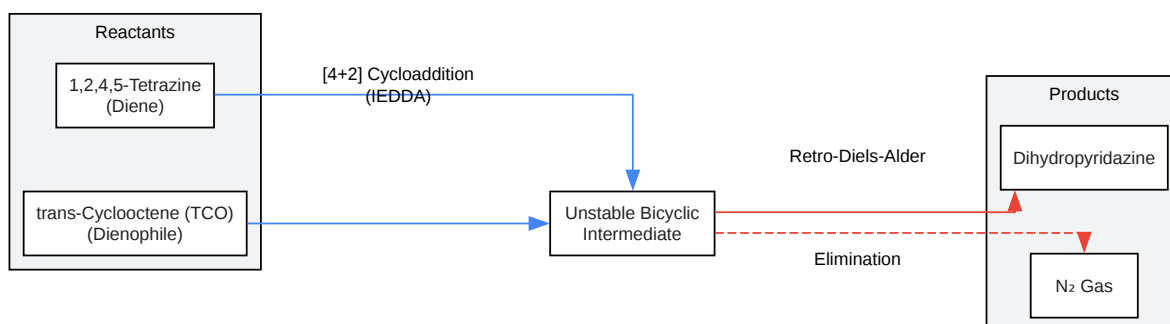 Reactants
1,2,4,5-Tetrazine
(Diene)
[4+2] Cycloaddition
(IEDDA)
trans-Cyclooctene (TCO)
(Dienophile)
Unstable Bicyclic
Intermediate
Retro-Diels-Alder
Elimination
Products
Dihydropyridazine
N₂ Gas